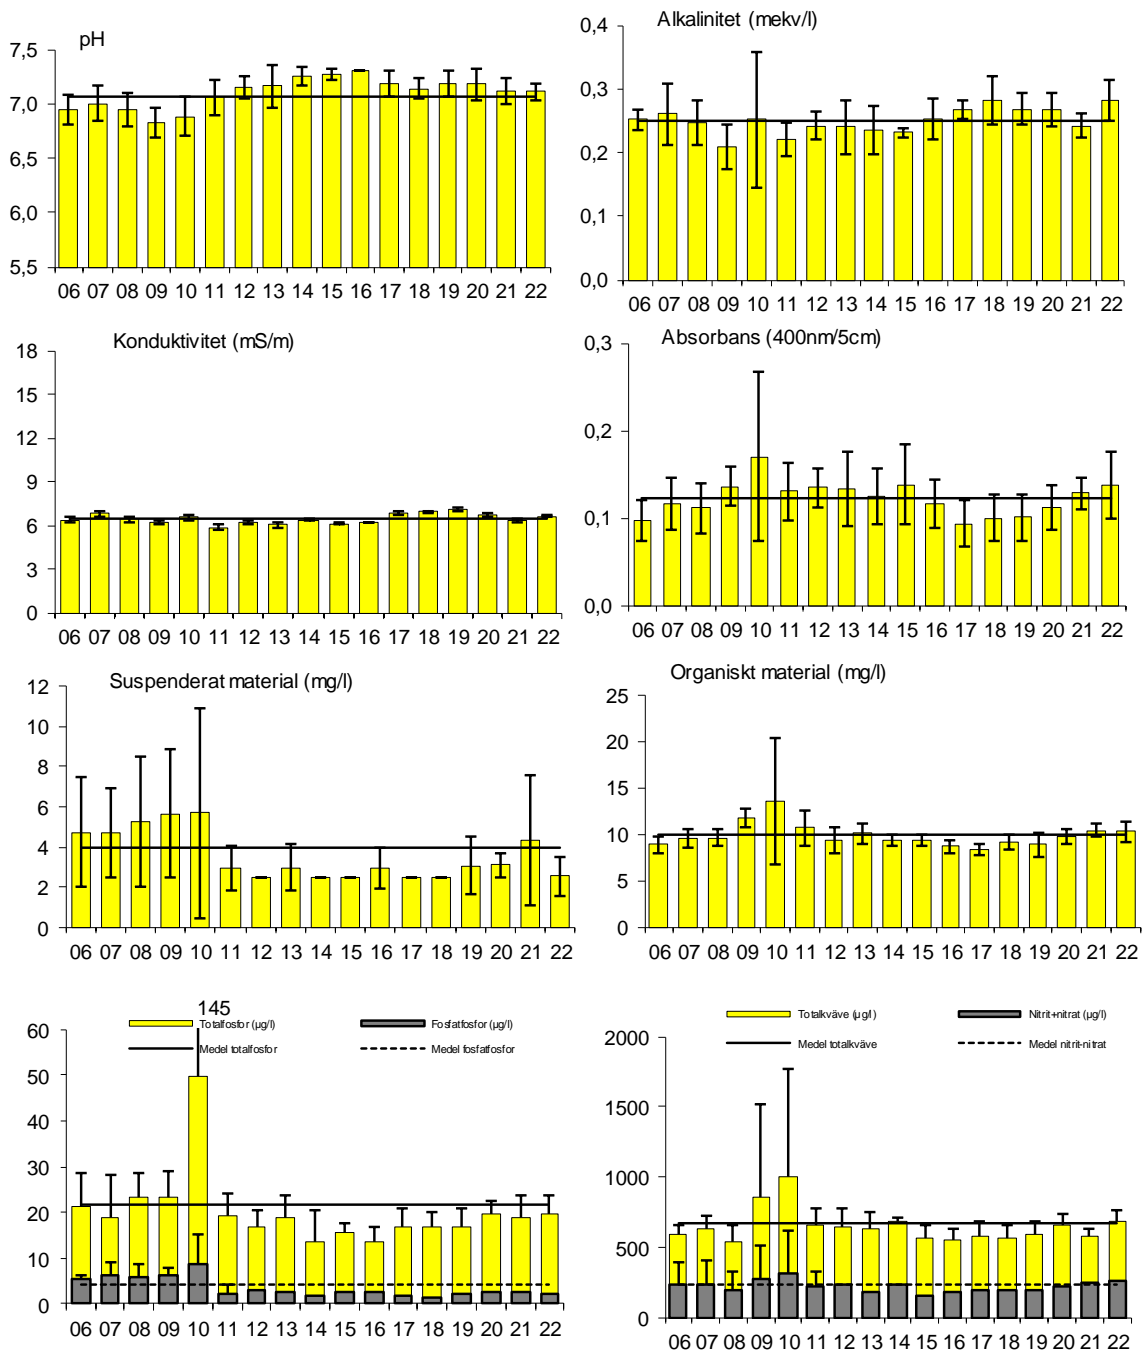 pH
7,5
7,0
6,5
6,0
5,5
06 07 08 09 10 11 12 13 14 15 16 17 18 19 20 21 22
Alkalinitet (mekv/l)
0,4
0,3
0,2
0,1
0,0
06 07 08 09 10 11 12 13 14 15 16 17 18 19 20 21 22
Konduktivitet (mS/m)
18
15
12
9
6
3
0
06 07 08 09 10 11 12 13 14 15 16 17 18 19 20 21 22
Absorbans (400nm/5cm)
0,3
0,2
0,1
0,0
06 07 08 09 10 11 12 13 14 15 16 17 18 19 20 21 22
Suspenderat material (mg/l)
12
10
8
6
4
2
0
06 07 08 09 10 11 12 13 14 15 16 17 18 19 20 21 22
Organiskt material (mg/l)
25
20
15
10
5
0
06 07 08 09 10 11 12 13 14 15 16 17 18 19 20 21 22
145
Totalfosfor (µg/l) Fosfatfosfor (µg/l)
Medel totalfosfor Medel fosfatfosfor
60
50
40
30
20
10
0
06 07 08 09 10 11 12 13 14 15 16 17 18 19 20 21 22
Totalkväve (µg/l) Nitrit+nitrat (µg/l)
Medel totalkväve Medel nitrit-nitrat
2000
1500
1000
500
0
06 07 08 09 10 11 12 13 14 15 16 17 18 19 20 21 22